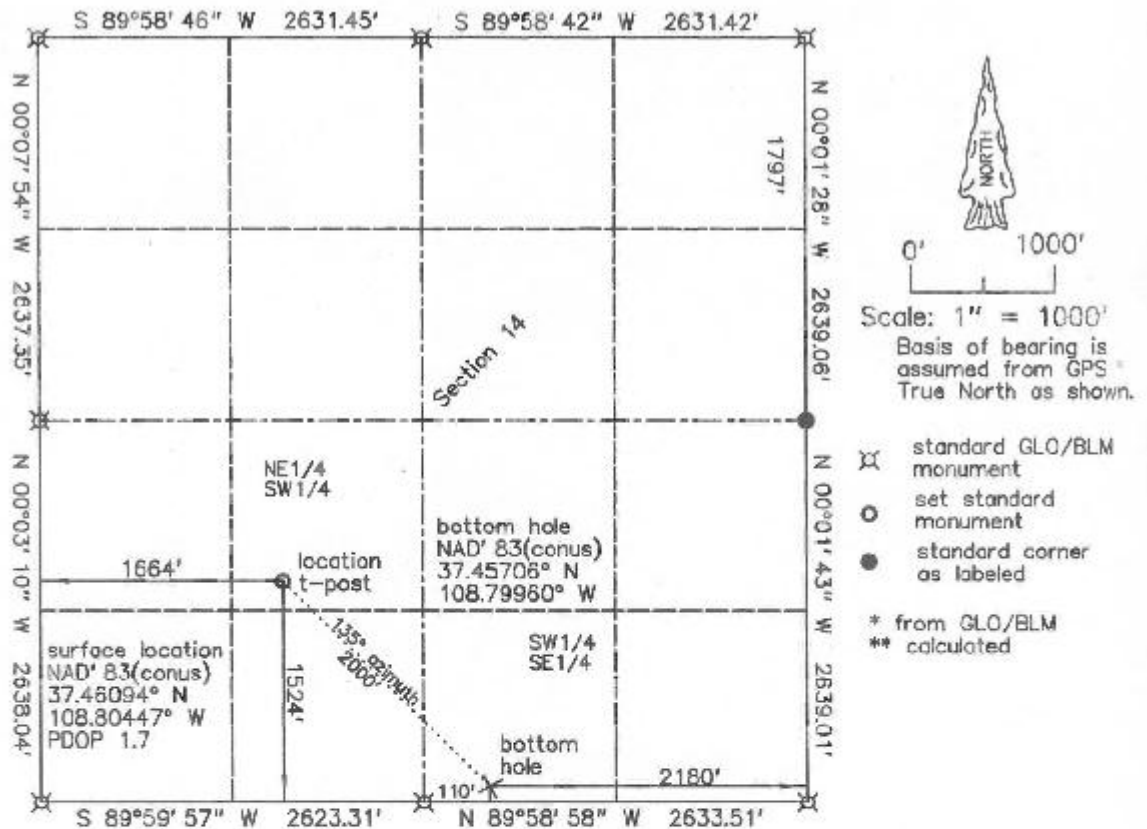 S 89°58' 46" W 2631.45'
S 89°58' 42" W 2631.42'
N 00°07' 54" W 2637.35'
1797'
N 00°01' 28" W 2639.06'
NORTH
0' 1000'
Scale: 1" = 1000'
Basis of bearing is
assumed from GPS
True North as shown.
Section 14
standard GLO/BLM
monument
set standard
monument
standard corner
as labeled
* from GLO/BLM
** calculated
N 00°03' 10" W 2638.04'
NE1/4
SW1/4
1664'
location
t-post
bottom hole
NAD' 83(conus)
37.45706° N
108.79960° W
N 00°01' 43" W 2639.01'
surface location
NAD' 83(conus)
37.46094° N
108.80447° W
PDOP 1.7
1524'
135° azimuth
2000'
SW1/4
SE1/4
bottom
hole
110'
2180'
S 89°59' 57" W 2623.31'
N 89°58' 58" W 2633.51'